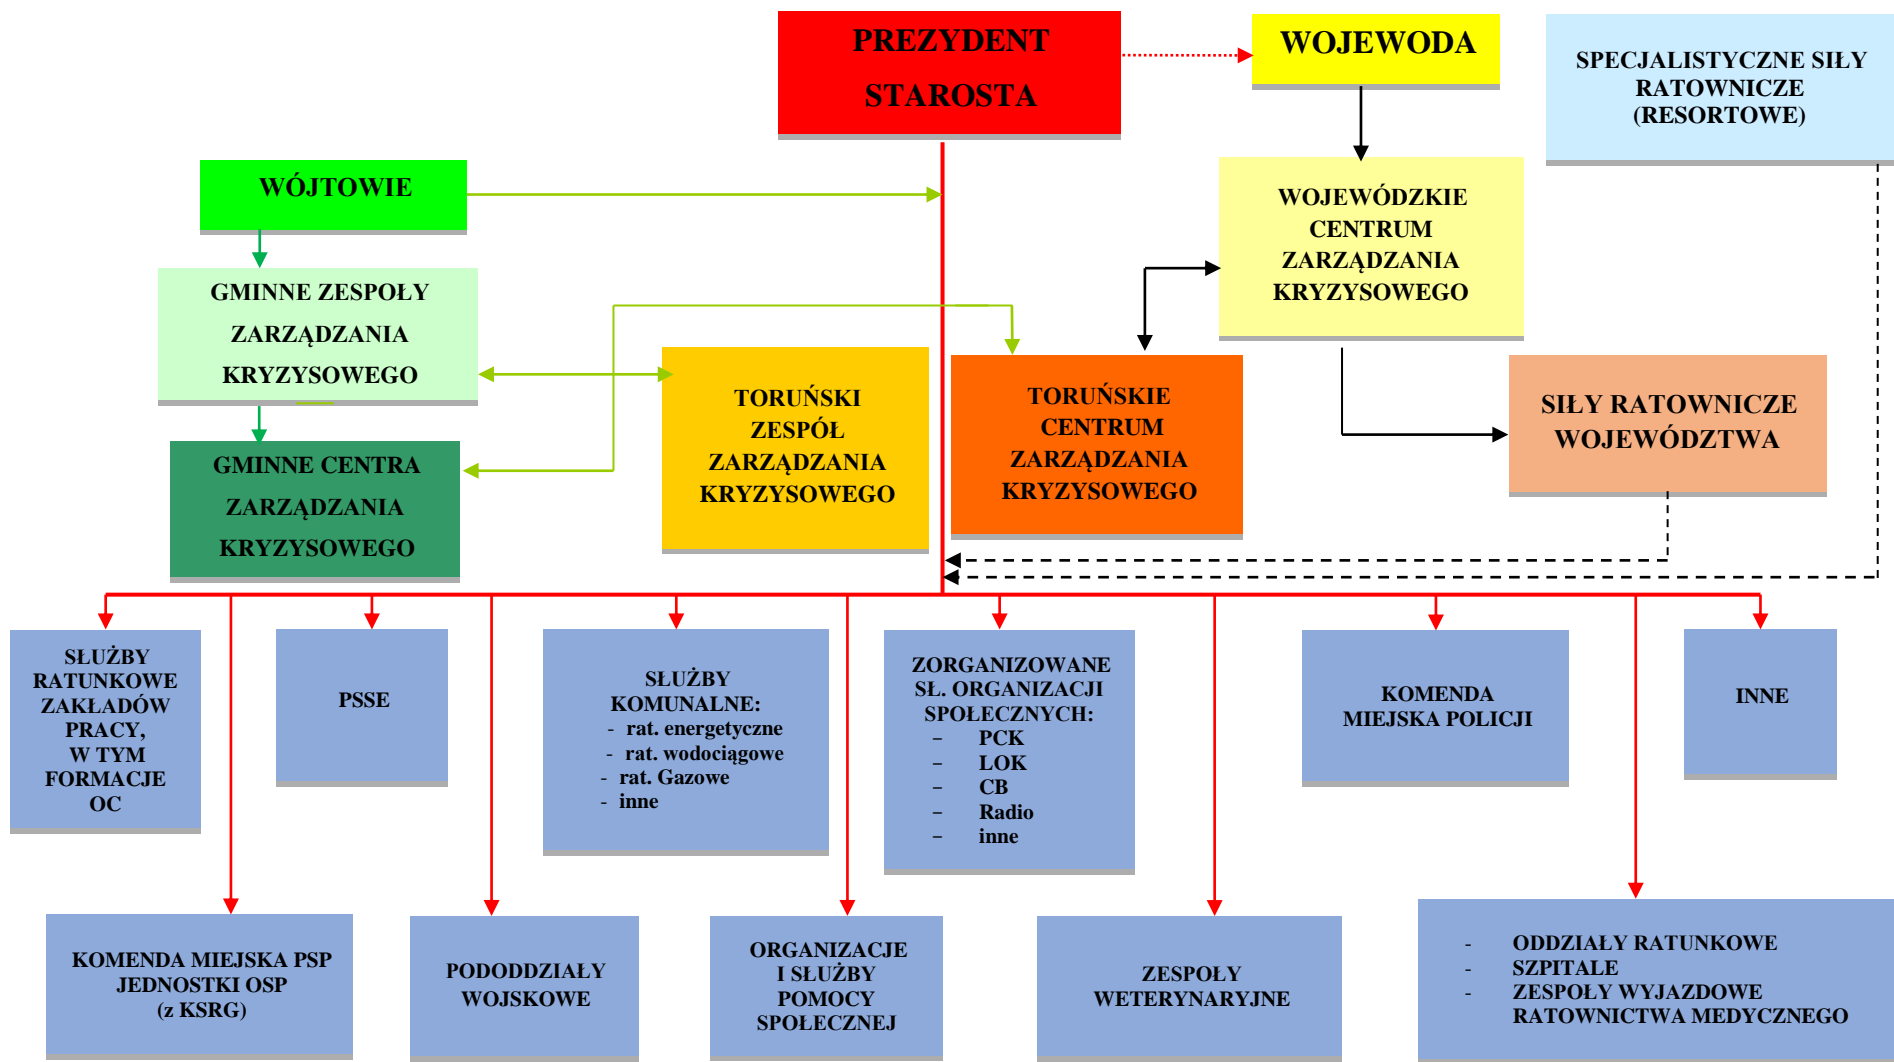 PREZYDENT
STAROSTA
WOJEWODA
SPECJALISTYCZNE SIŁY
RATOWNICZE
(RESORTOWE)
WÓJTOWIE
WOJEWÓDZKIE
CENTRUM
ZARZĄDZANIA
KRYZYSOWEGO
GMINNE ZESPOŁY
ZARZĄDZANIA
KRYZYSOWEGO
TORUŃSKI
ZESPÓŁ
ZARZĄDZANIA
KRYZYSOWEGO
TORUŃSKIE
CENTRUM
ZARZĄDZANIA
KRYZYSOWEGO
SIŁY RATOWNICZE
WOJEWÓDZTWA
GMINNE CENTRA
ZARZĄDZANIA
KRYZYSOWEGO
SŁUŻBY
RATUNKOWE
ZAKŁADÓW
PRACY,
W TYM
FORMACJE
OC
PSSE
SŁUŻBY
KOMUNALNE:
- rat. energetyczne
- rat. wodociągowe
- rat. Gazowe
- inne
ZORGANIZOWANE
SŁ. ORGANIZACJI
SPOŁECZNYCH:
- PCK
- LOK
- CB
- Radio
- inne
KOMENDA
MIEJSKA POLICJI
INNE
KOMENDA MIEJSKA PSP
JEDNOSTKI OSP
(z KSRG)
PODODDZIAŁY
WOJSKOWE
ORGANIZACJE
I SŁUŻBY
POMOCY
SPOŁECZNEJ
ZESPOŁY
WETERYNARYJNE
- ODDZIAŁY RATUNKOWE
- SZPITALE
- ZESPOŁY WYJAZDOWE
RATOWNICTWA MEDYCZNEGO